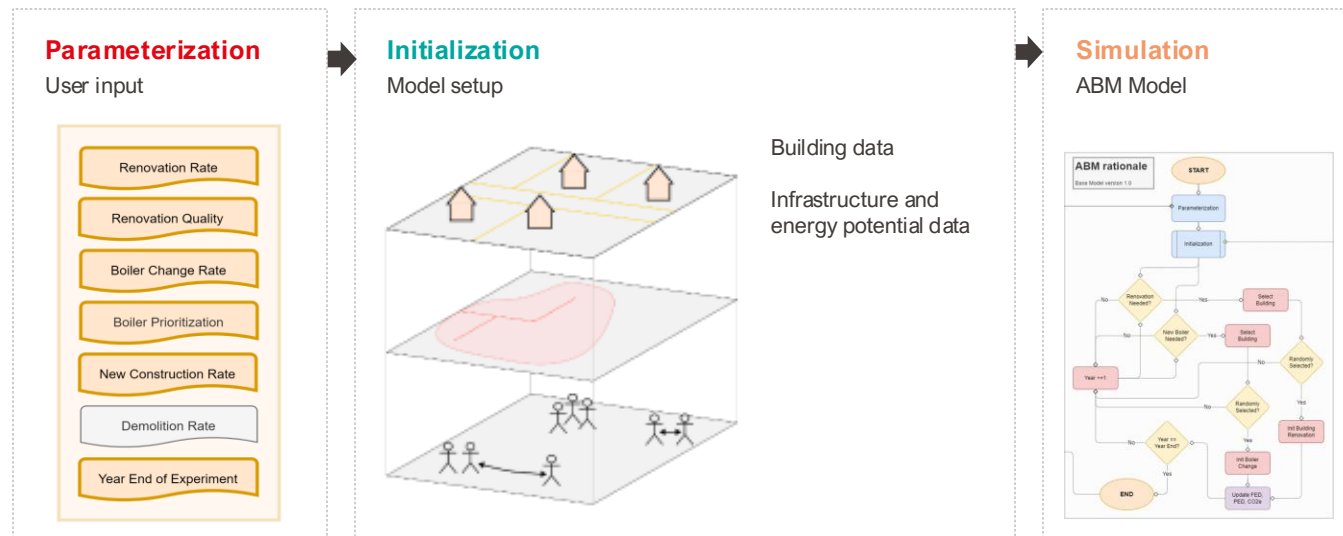 Parameterization
User input
Renovation Rate
Renovation Quality
Boiler Change Rate
Boiler Prioritization
New Construction Rate
Demolition Rate
Year End of Experiment
Initialization
Model setup
Building data
Infrastructure and
energy potential data
Simulation
ABM Model
ABM rationale
Base Model version 1.0
START
Parameterization
Initialization
Renovation
Needed?
No
Yes
Select
Building
New Boiler
Needed?
No
Yes
Select
Building
Randomly
Selected?
No
Yes
Year +=1
Randomly
Selected?
No
Yes
Init Building
Renovation
Year ==
Year End?
No
Yes
Init Boiler
Change
END
Update FED,
PED, CO2e